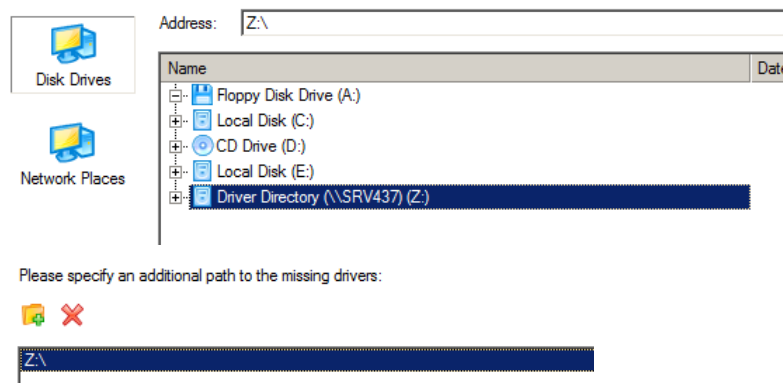 Address: Z:\
Disk Drives
Name Date
Floppy Disk Drive (A:)
Local Disk (C:)
CD Drive (D:)
Local Disk (E:)
Driver Directory (\\SRV437) (Z:)
Network Places
Please specify an additional path to the missing drivers:
Z:\